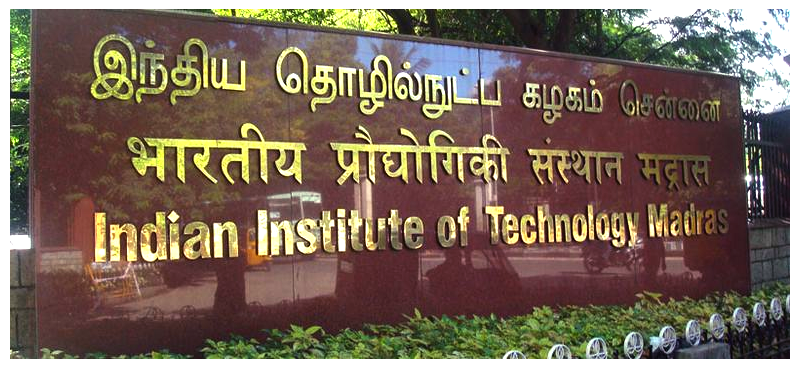 இந்திய தொழில்நுட்ப கழகம் சென்னை
भारतीय प्रौद्योगिकी संस्थान मद्रास
Indian Institute of Technology Madras